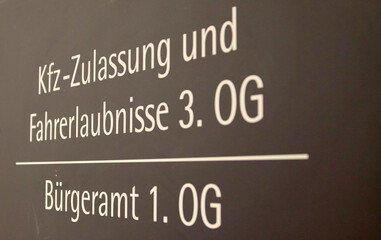 Kfz-Zulassung und
Fahrerlaubnisse 3. OG
Bürgeramt 1. OG